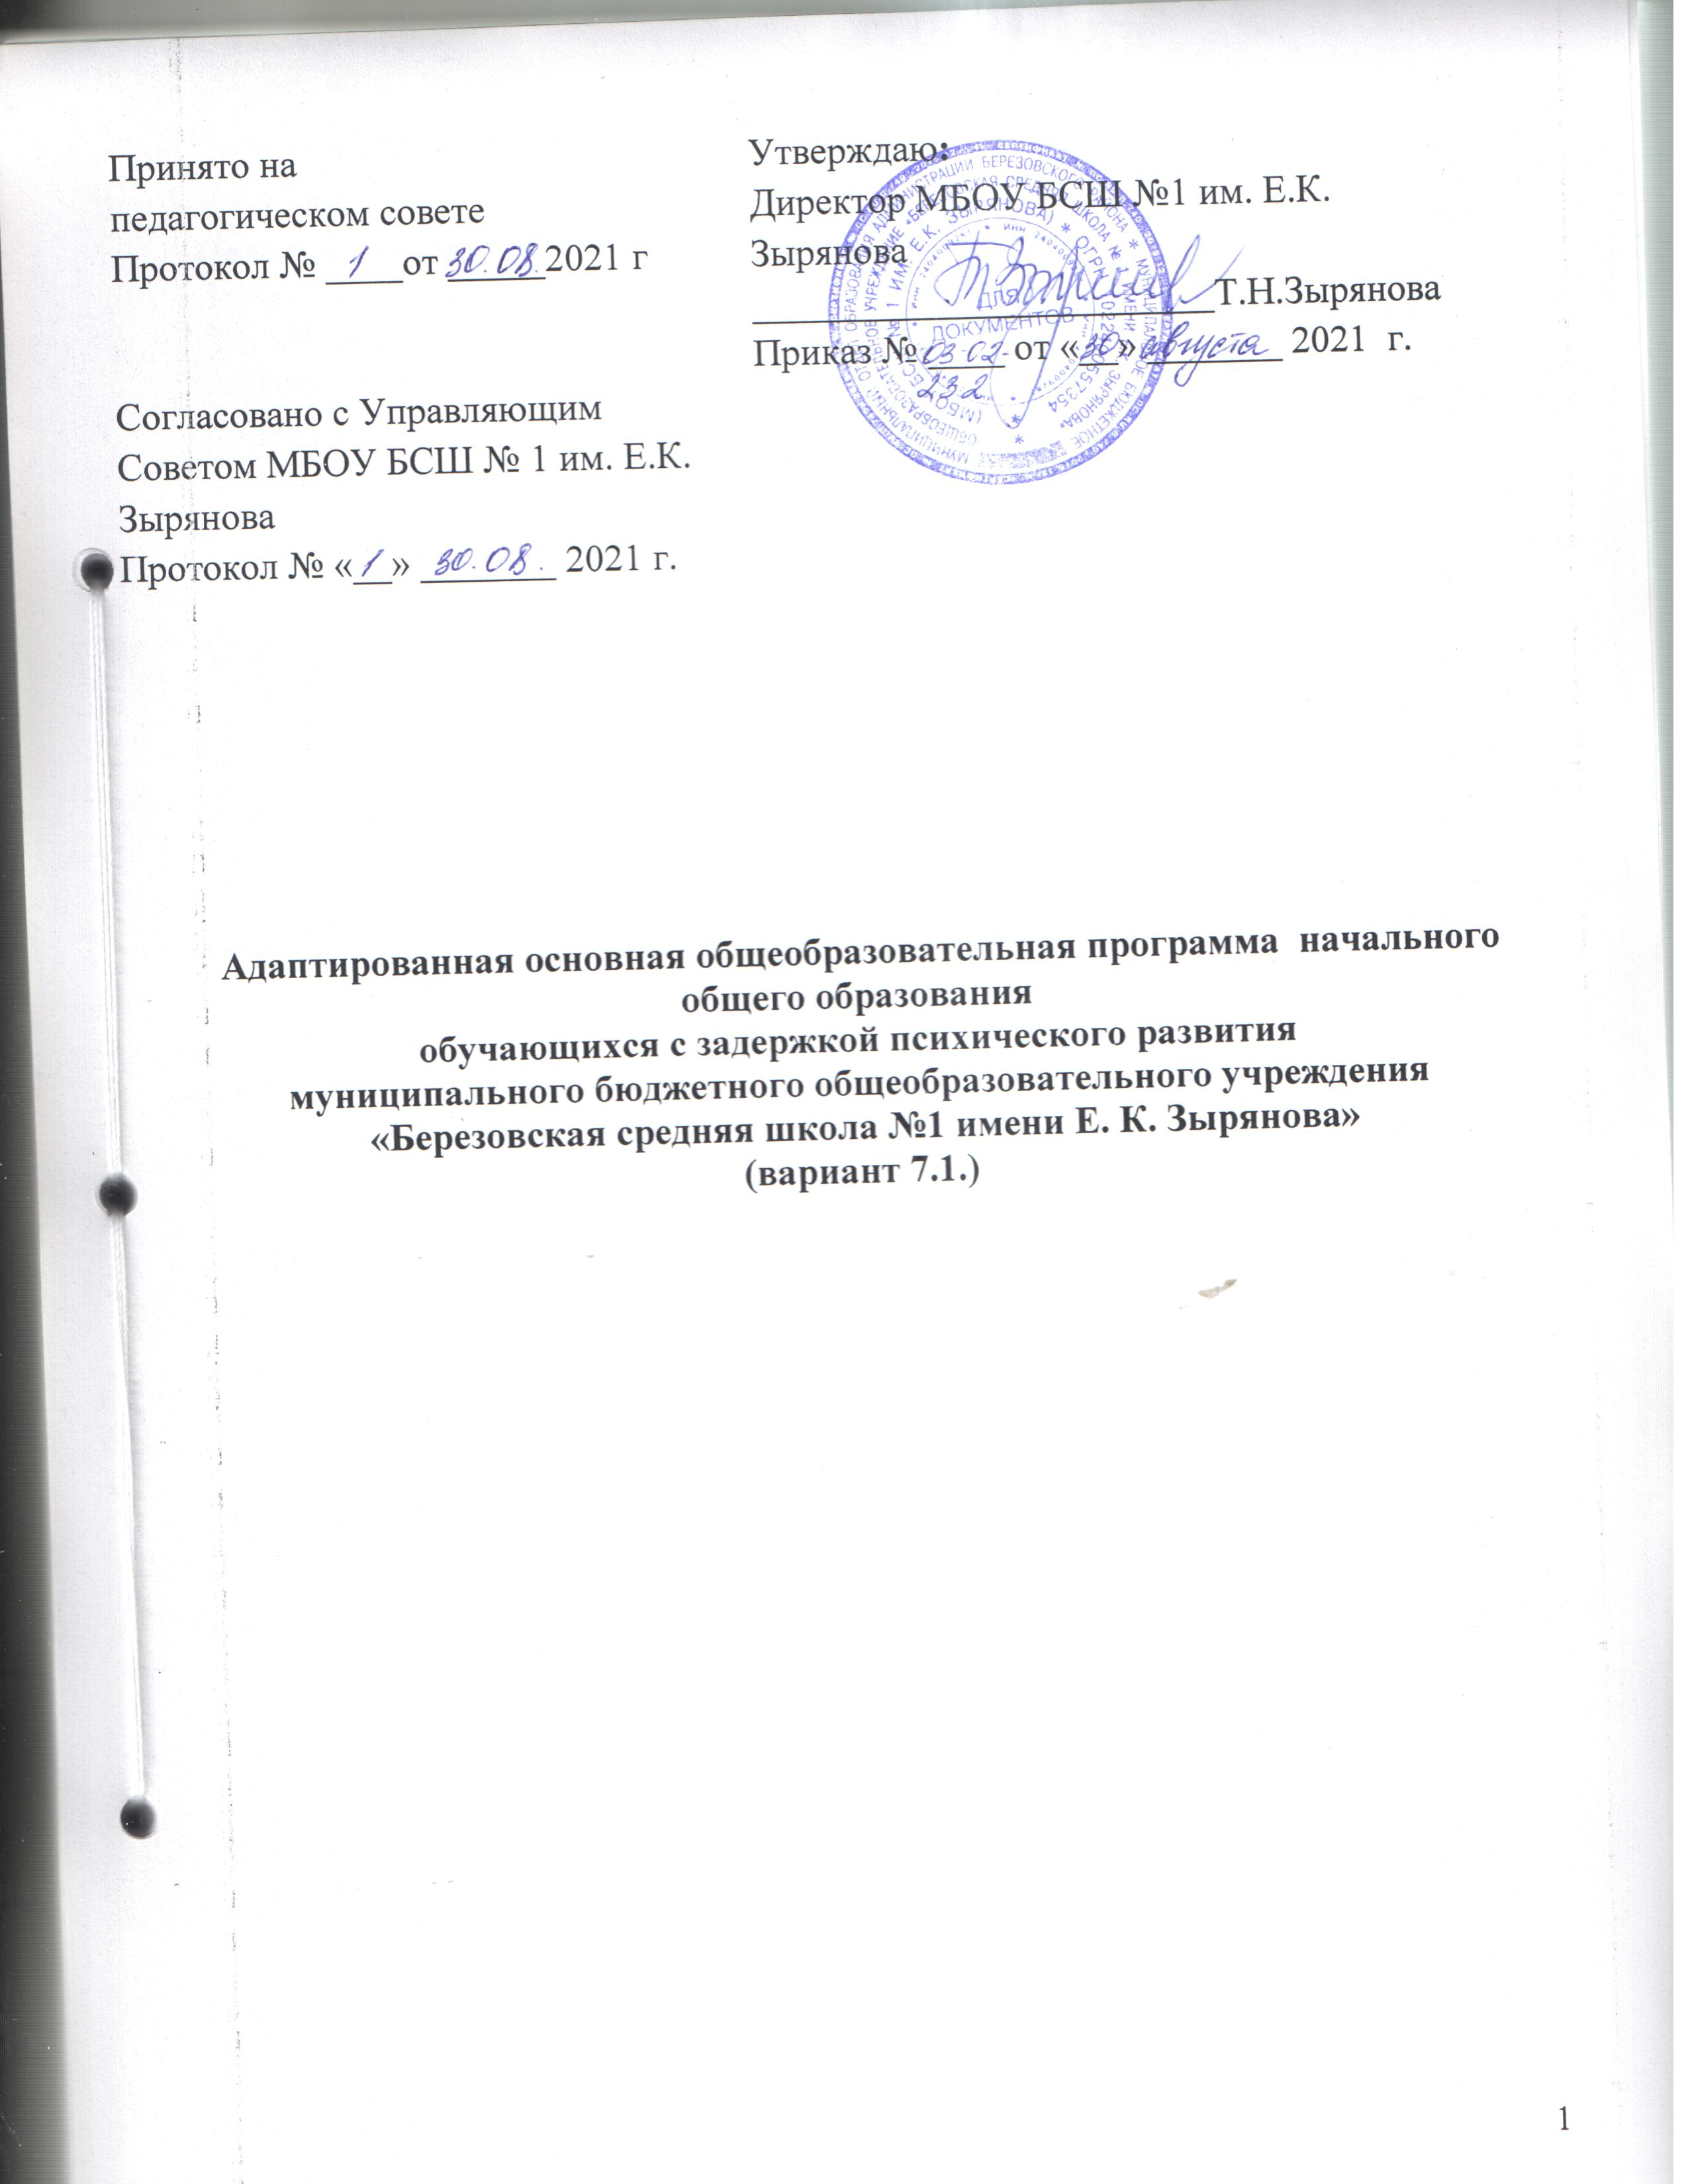 Принято на
педагогическом совете
Протокол № 1 от 30.08.2021 г
Утверждаю:
Директор МБОУ БСШ №1 им. Е.К.
Зырянова
Т.Н.Зырянова
Приказ № 03-02- от «30» августа 2021 г.
232
ДЛЯ
ДОКУМЕНТОВ
Согласовано с Управляющим
Советом МБОУ БСШ № 1 им. Е.К.
Зырянова
Протокол № «1» 30.08. 2021 г.
Адаптированная основная общеобразовательная программа начального
общего образования
обучающихся с задержкой психического развития
муниципального бюджетного общеобразовательного учреждения
«Березовская средняя школа №1 имени Е. К. Зырянова»
(вариант 7.1.)
1